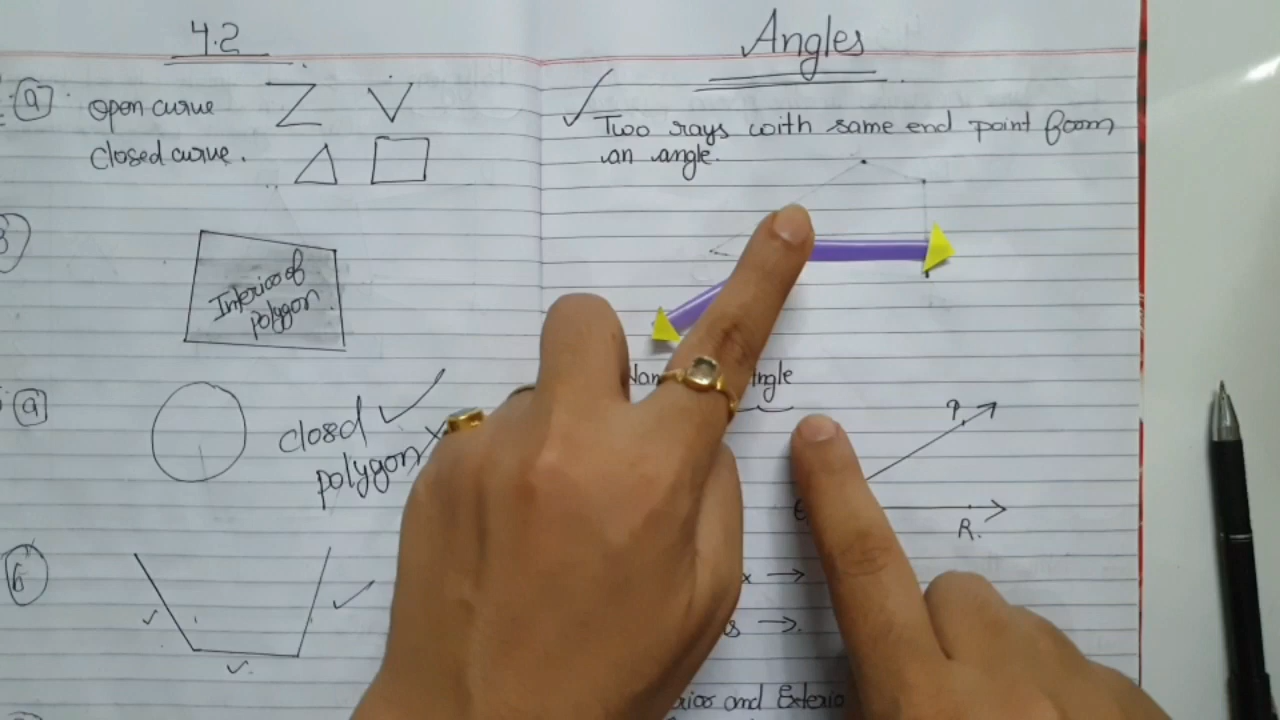 4.2
a
Open curve
Closed curve.
Interior of
polygon.
a
closed
polygon
6
Angles
Two rays with same end point form
an angle.
R.